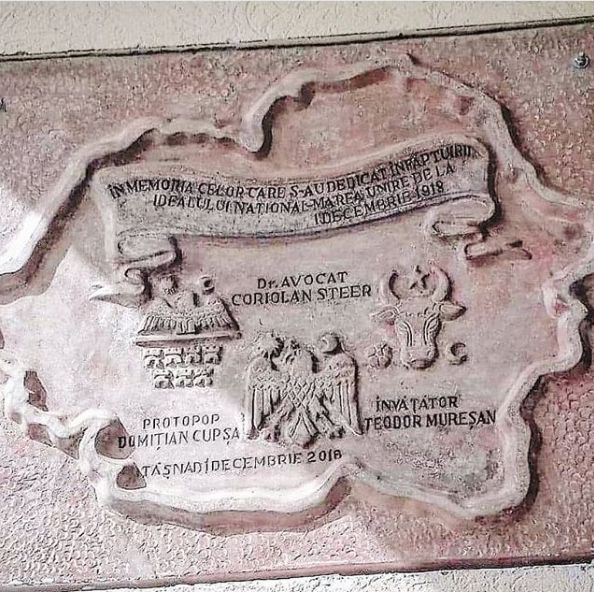 ÎN MEMORIA CELOR CARE S-AU DEDICAT ÎNFĂPTUIRII
IDEALULUI NAȚIONAL-MAREA UNIRE DE LA
1 DECEMBRIE 1918
Dr. AVOCAT
CORIOLAN STEER
PROTOPOP
DUMIȚIAN CUPȘA
ÎNVĂȚĂTOR
TEODOR MUREȘAN
TĂȘNAD 1 DECEMBRIE 2018